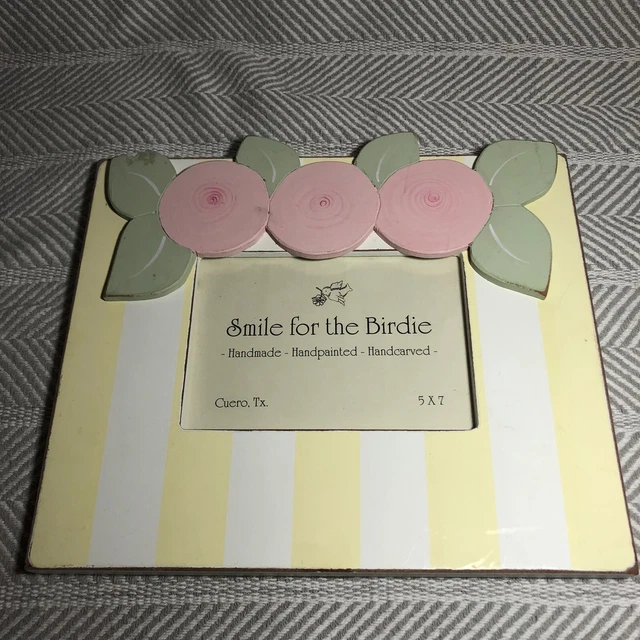 Smile for the Birdie
- Handmade - Handpainted - Handcarved -
Cuero, Tx.
5 X 7